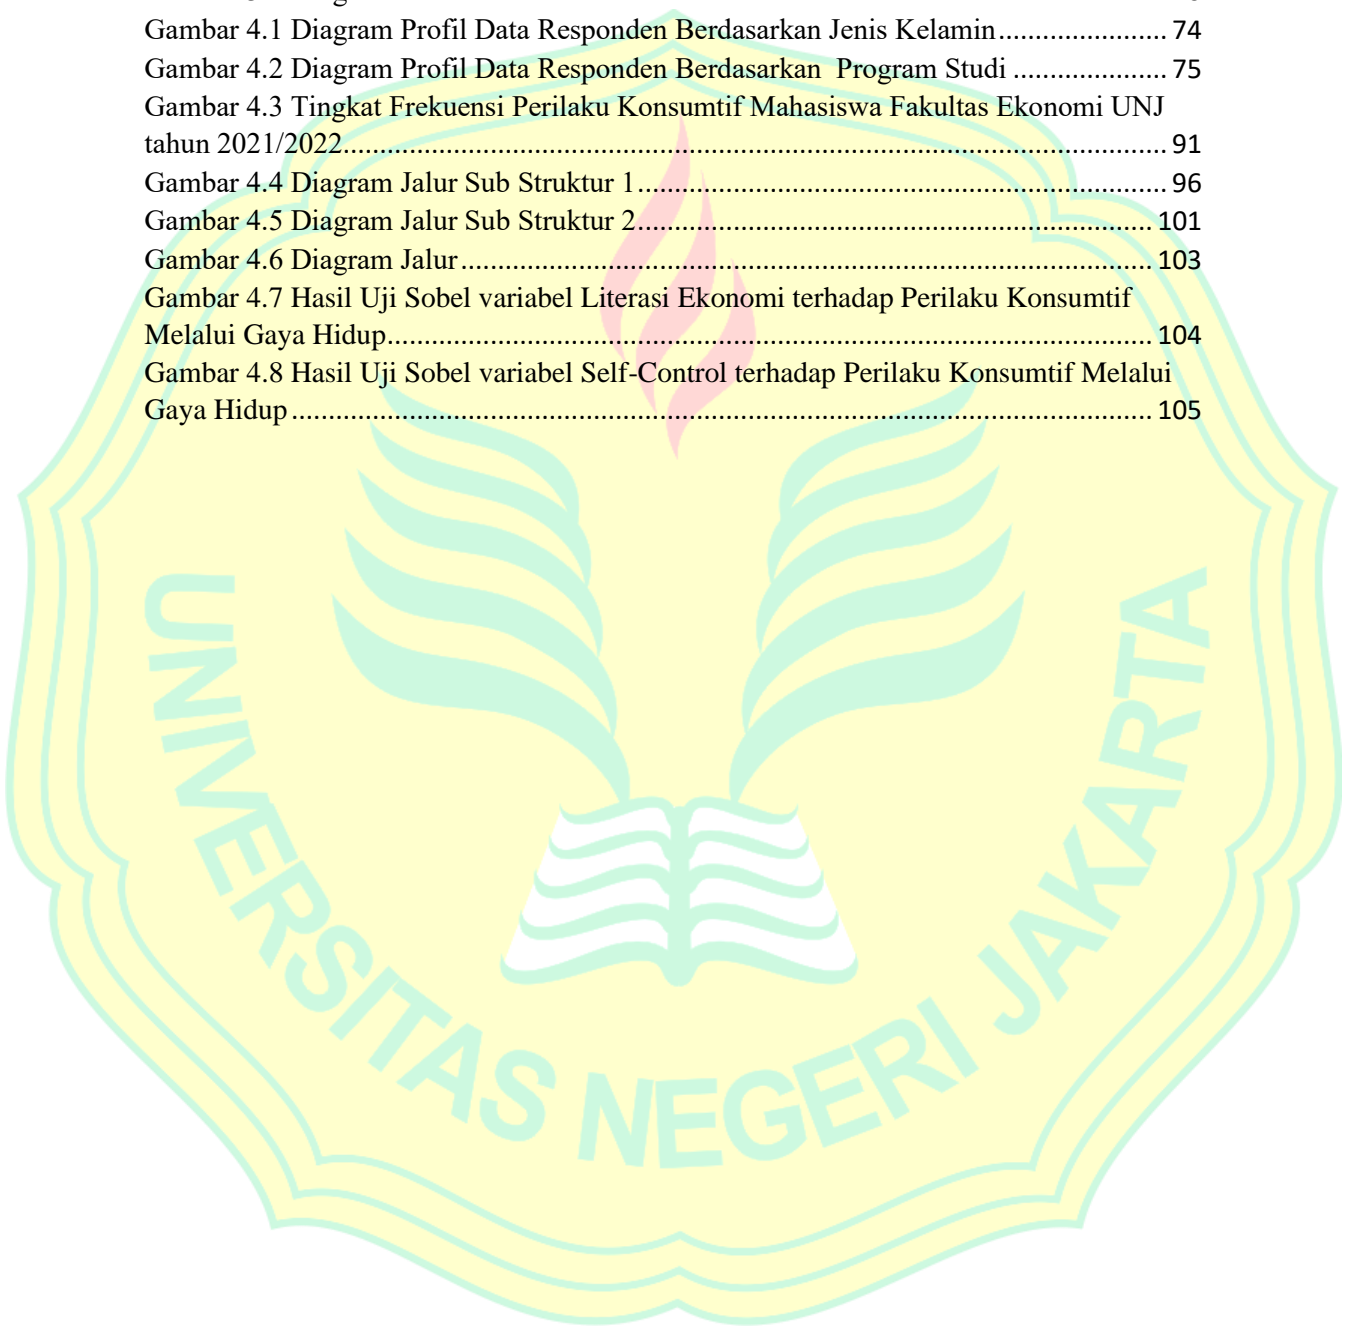 Gambar 4.1 Diagram Profil Data Responden Berdasarkan Jenis Kelamin....................... 74
Gambar 4.2 Diagram Profil Data Responden Berdasarkan  Program Studi ..................... 75
Gambar 4.3 Tingkat Frekuensi Perilaku Konsumtif Mahasiswa Fakultas Ekonomi UNJ
tahun 2021/2022................................................................................................................ 91
Gambar 4.4 Diagram Jalur Sub Struktur 1........................................................................ 96
Gambar 4.5 Diagram Jalur Sub Struktur 2...................................................................... 101
Gambar 4.6 Diagram Jalur.............................................................................................. 103
Gambar 4.7 Hasil Uji Sobel variabel Literasi Ekonomi terhadap Perilaku Konsumtif
Melalui Gaya Hidup........................................................................................................ 104
Gambar 4.8 Hasil Uji Sobel variabel Self-Control terhadap Perilaku Konsumtif Melalui
Gaya Hidup..................................................................................................................... 105
UNIVERSITAS NEGERI JAKARTA